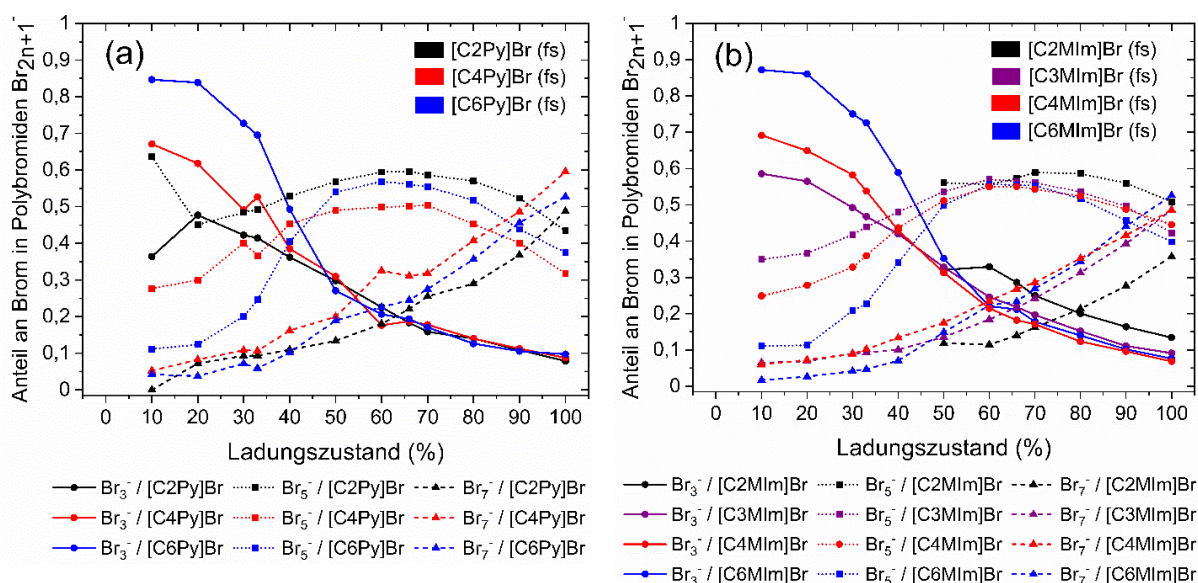 (a)
[C2Py]Br (fs)
[C4Py]Br (fs)
[C6Py]Br (fs)
Anteil an Brom in Polybromiden Br2n+1
1
0,9
0,8
0,7
0,6
0,5
0,4
0,3
0,2
0,1
0
0 10 20 30 40 50 60 70 80 90 100
Ladungszustand (%)
Br3- / [C2Py]Br Br5- / [C2Py]Br Br7- / [C2Py]Br
Br3- / [C4Py]Br Br5- / [C4Py]Br Br7- / [C4Py]Br
Br3- / [C6Py]Br Br5- / [C6Py]Br Br7- / [C6Py]Br
(b)
[C2MIm]Br (fs)
[C3MIm]Br (fs)
[C4MIm]Br (fs)
[C6MIm]Br (fs)
Anteil an Brom in Polybromiden Br2n+1
1
0,9
0,8
0,7
0,6
0,5
0,4
0,3
0,2
0,1
0
0 10 20 30 40 50 60 70 80 90 100
Ladungszustand (%)
Br3- / [C2MIm]Br Br5- / [C2MIm]Br Br7- / [C2MIm]Br
Br3- / [C3MIm]Br Br5- / [C3MIm]Br Br7- / [C3MIm]Br
Br3- / [C4MIm]Br Br5- / [C4MIm]Br Br7- / [C4MIm]Br
Br3- / [C6MIm]Br Br5- / [C6MIm]Br Br7- / [C6MIm]Br